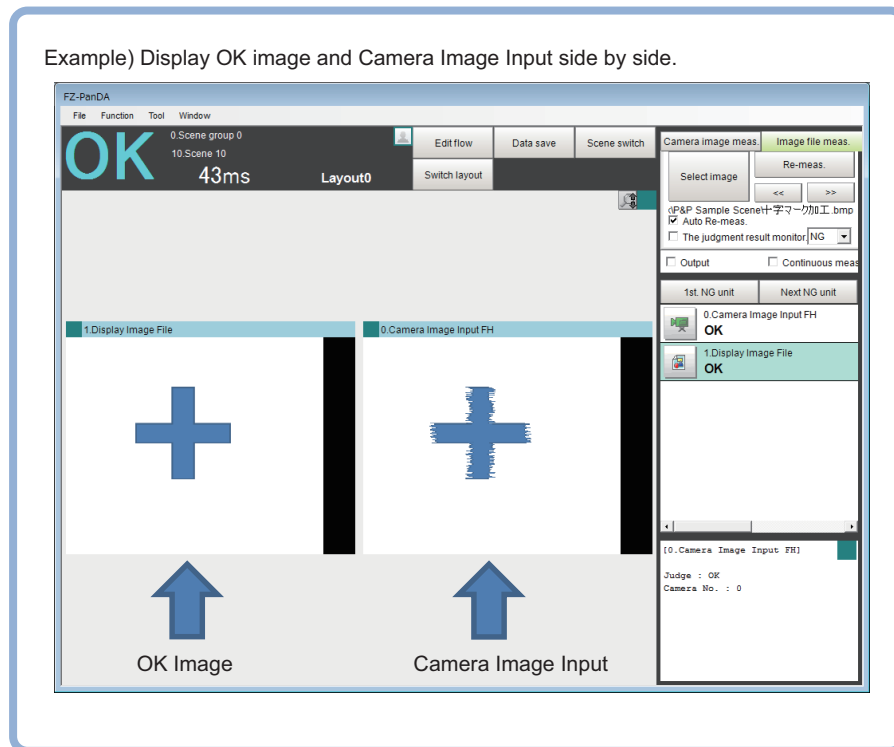 Example) Display OK image and Camera Image Input side by side.
FZ-PanDA
File Function Tool Window
OK
0.Scene group 0
10.Scene 10
43ms
Layout0
Edit flow
Data save
Scene switch
Switch layout
Camera image meas.
Image file meas.
Select image
Re-meas.
<< >>
\P&P Sample Scene\十字マーク加工.bmp
Auto Re-meas.
The judgment result monitor. NG
Output
Continuous meas
1st. NG unit
Next NG unit
0.Camera Image Input FH
OK
1.Display Image File
OK
1.Display Image File
0.Camera Image Input FH
[0.Camera Image Input FH]
Judge : OK
Camera No. : 0
OK Image
Camera Image Input